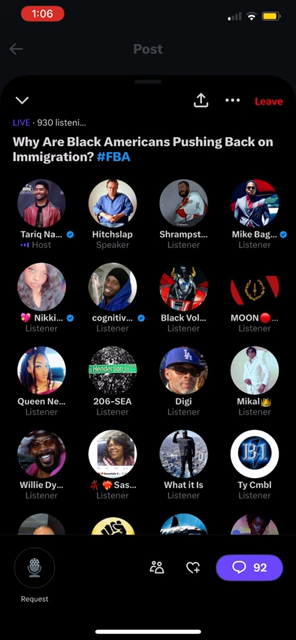 1:06
Post
Leave
LIVE · 930 listeni...
Why Are Black Americans Pushing Back on
Immigration? #FBA
Tariq Na... Hitchslap Shrampst... Mike Bag...
Host Speaker Listener Listener
💖 Nikki... cognitiv... Black Vol... MOON🔴...
Listener Listener Listener Listener
Henderson
Queen Ne... 206-SEA Digi Mikal👑
Listener Listener Listener Listener
BI
Willie Dy... Sas... What it Is Ty Cmbl
Listener Listener Listener Listener
92
Request